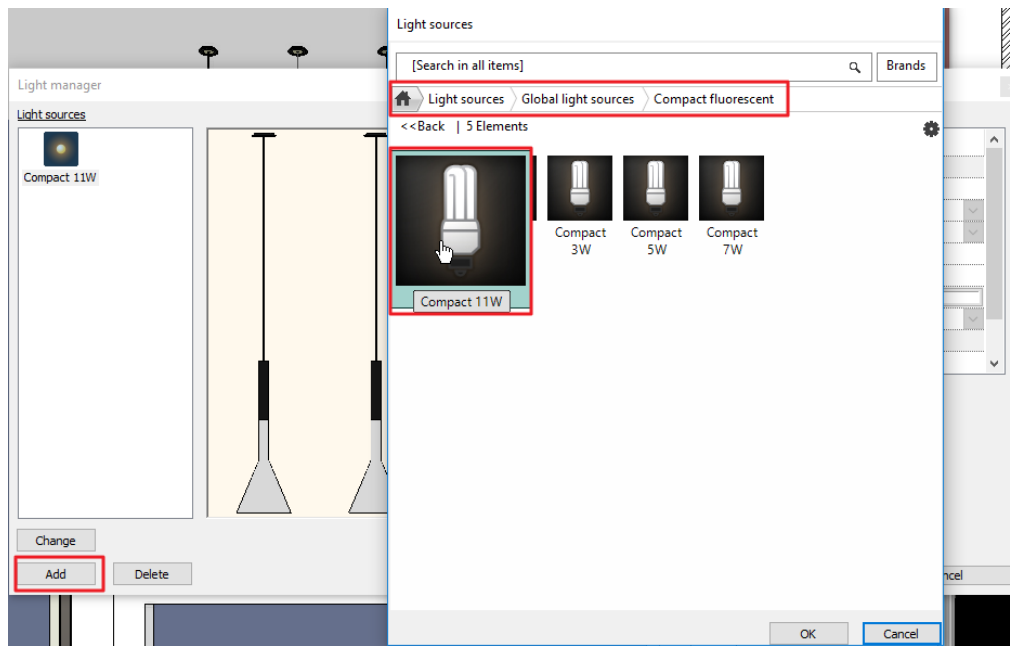 Light sources
[Search in all items]
Brands
Light manager
Light sources
Global light sources
Compact fluorescent
Light sources
<<Back | 5 Elements
Compact 11W
Compact
3W
Compact
5W
Compact
7W
Compact 11W
Change
Add
Delete
ncel
OK
Cancel